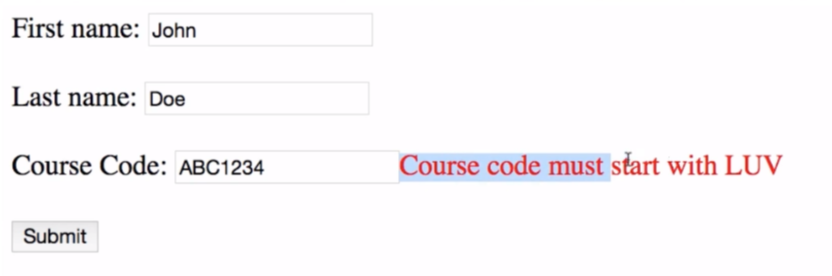 First name: John
Last name: Doe
Course Code: ABC1234 Course code must start with LUV
Submit